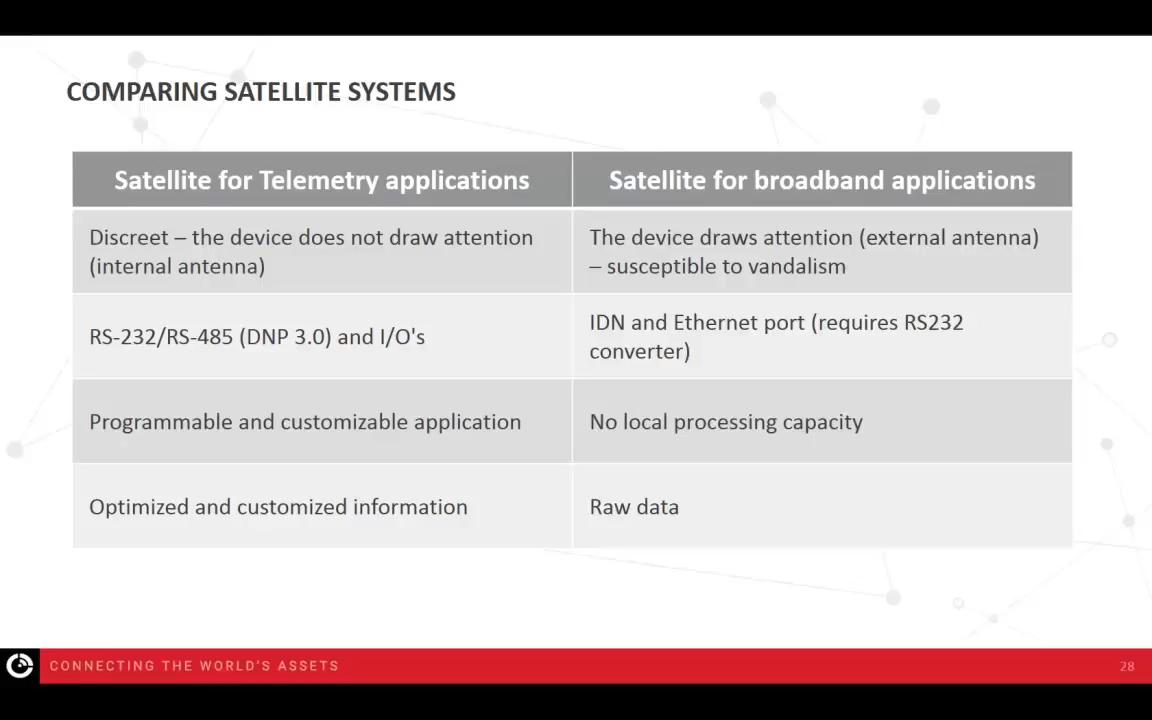 COMPARING SATELLITE SYSTEMS
Satellite for Telemetry applications
Satellite for broadband applications
Discreet – the device does not draw attention
(internal antenna)
The device draws attention (external antenna)
– susceptible to vandalism
RS-232/RS-485 (DNP 3.0) and I/O's
IDN and Ethernet port (requires RS232
converter)
Programmable and customizable application
No local processing capacity
Optimized and customized information
Raw data
CONNECTING THE WORLD'S ASSETS
28